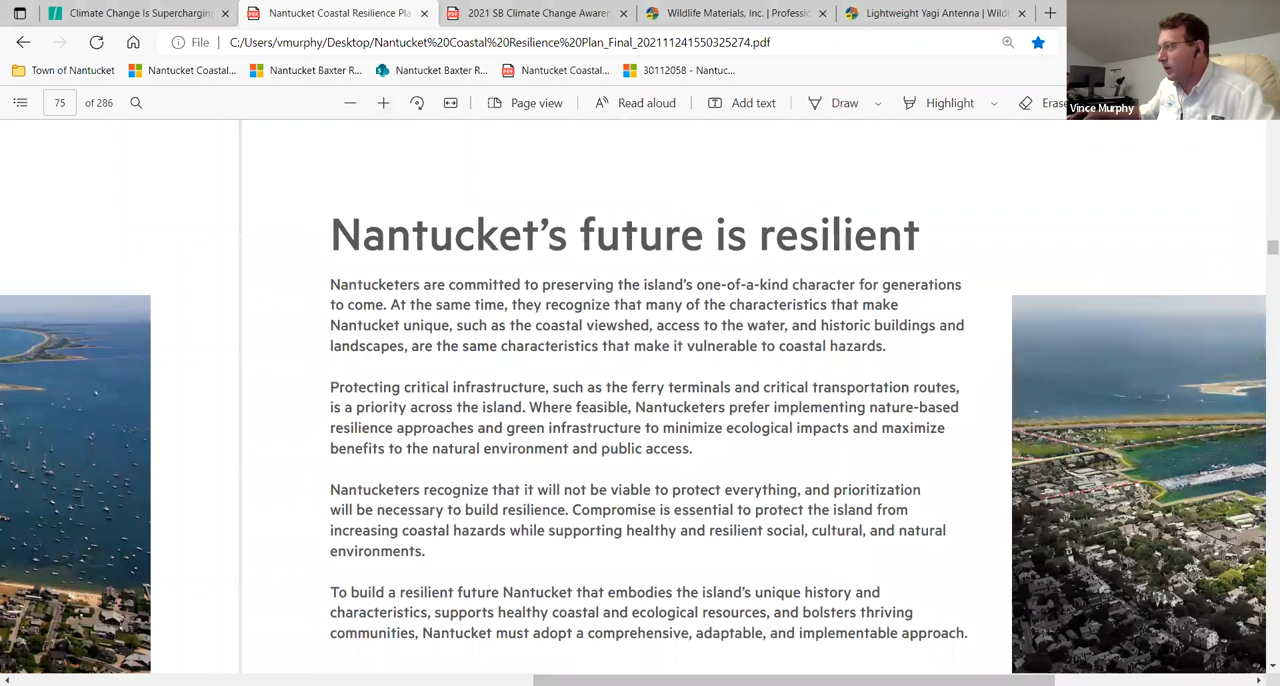 Climate Change Is Supercharging
Nantucket Coastal Resilience Pla
2021 SB Climate Change Awaren
Wildlife Materials, Inc. | Professio
Lightweight Yagi Antenna | Wildl
File
C:/Users/vmurphy/Desktop/Nantucket%20Coastal%20Resilience%20Plan_Final_202111241550325274.pdf
Town of Nantucket
Nantucket Coastal...
Nantucket Baxter R...
Nantucket Baxter R...
Nantucket Coastal...
30112058 - Nantuc...
75 of 286
Page view
Read aloud
Add text
Draw
Highlight
Erase
Vince Murphy
Nantucket’s future is resilient
Nantucketers are committed to preserving the island’s one-of-a-kind character for generations
to come. At the same time, they recognize that many of the characteristics that make
Nantucket unique, such as the coastal viewshed, access to the water, and historic buildings and
landscapes, are the same characteristics that make it vulnerable to coastal hazards.
Protecting critical infrastructure, such as the ferry terminals and critical transportation routes,
is a priority across the island. Where feasible, Nantucketers prefer implementing nature-based
resilience approaches and green infrastructure to minimize ecological impacts and maximize
benefits to the natural environment and public access.
Nantucketers recognize that it will not be viable to protect everything, and prioritization
will be necessary to build resilience. Compromise is essential to protect the island from
increasing coastal hazards while supporting healthy and resilient social, cultural, and natural
environments.
To build a resilient future Nantucket that embodies the island’s unique history and
characteristics, supports healthy coastal and ecological resources, and bolsters thriving
communities, Nantucket must adopt a comprehensive, adaptable, and implementable approach.